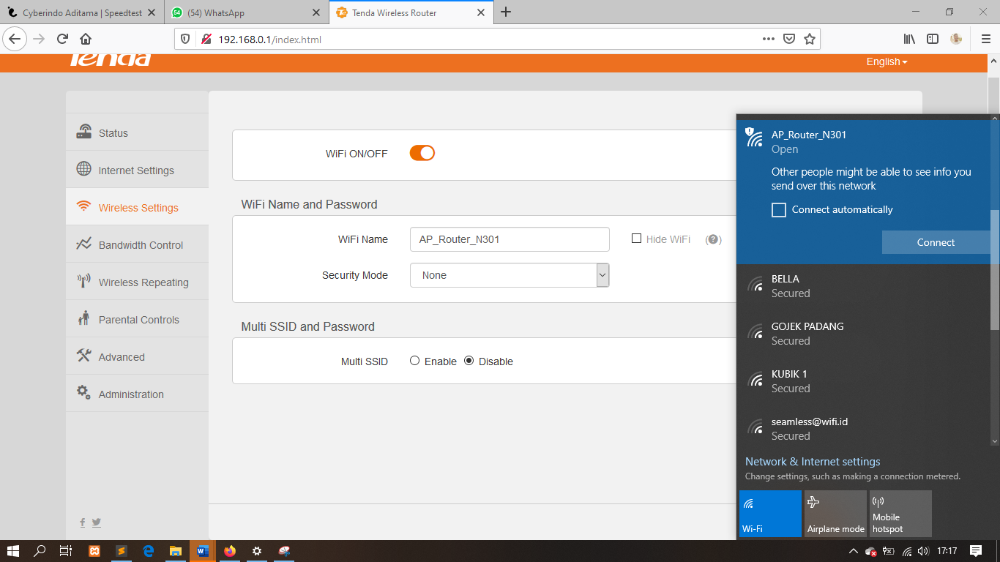 Cyberindo Aditama | Speedtest
(54) WhatsApp
Tenda Wireless Router
192.168.0.1/index.html
Tenda
English
Status
Internet Settings
Wireless Settings
Bandwidth Control
Wireless Repeating
Parental Controls
Advanced
Administration
WiFi ON/OFF
WiFi Name and Password
WiFi Name
AP_Router_N301
Hide WiFi
(?)
Security Mode
None
Multi SSID and Password
Multi SSID
Enable
Disable
AP_Router_N301
Open
Other people might be able to see info you
send over this network
Connect automatically
Connect
BELLA
Secured
GOJEK PADANG
Secured
KUBIK 1
Secured
seamless@wifi.id
Secured
Network & Internet settings
Change settings, such as making a connection metered.
Wi-Fi
Airplane mode
Mobile
hotspot
17:17